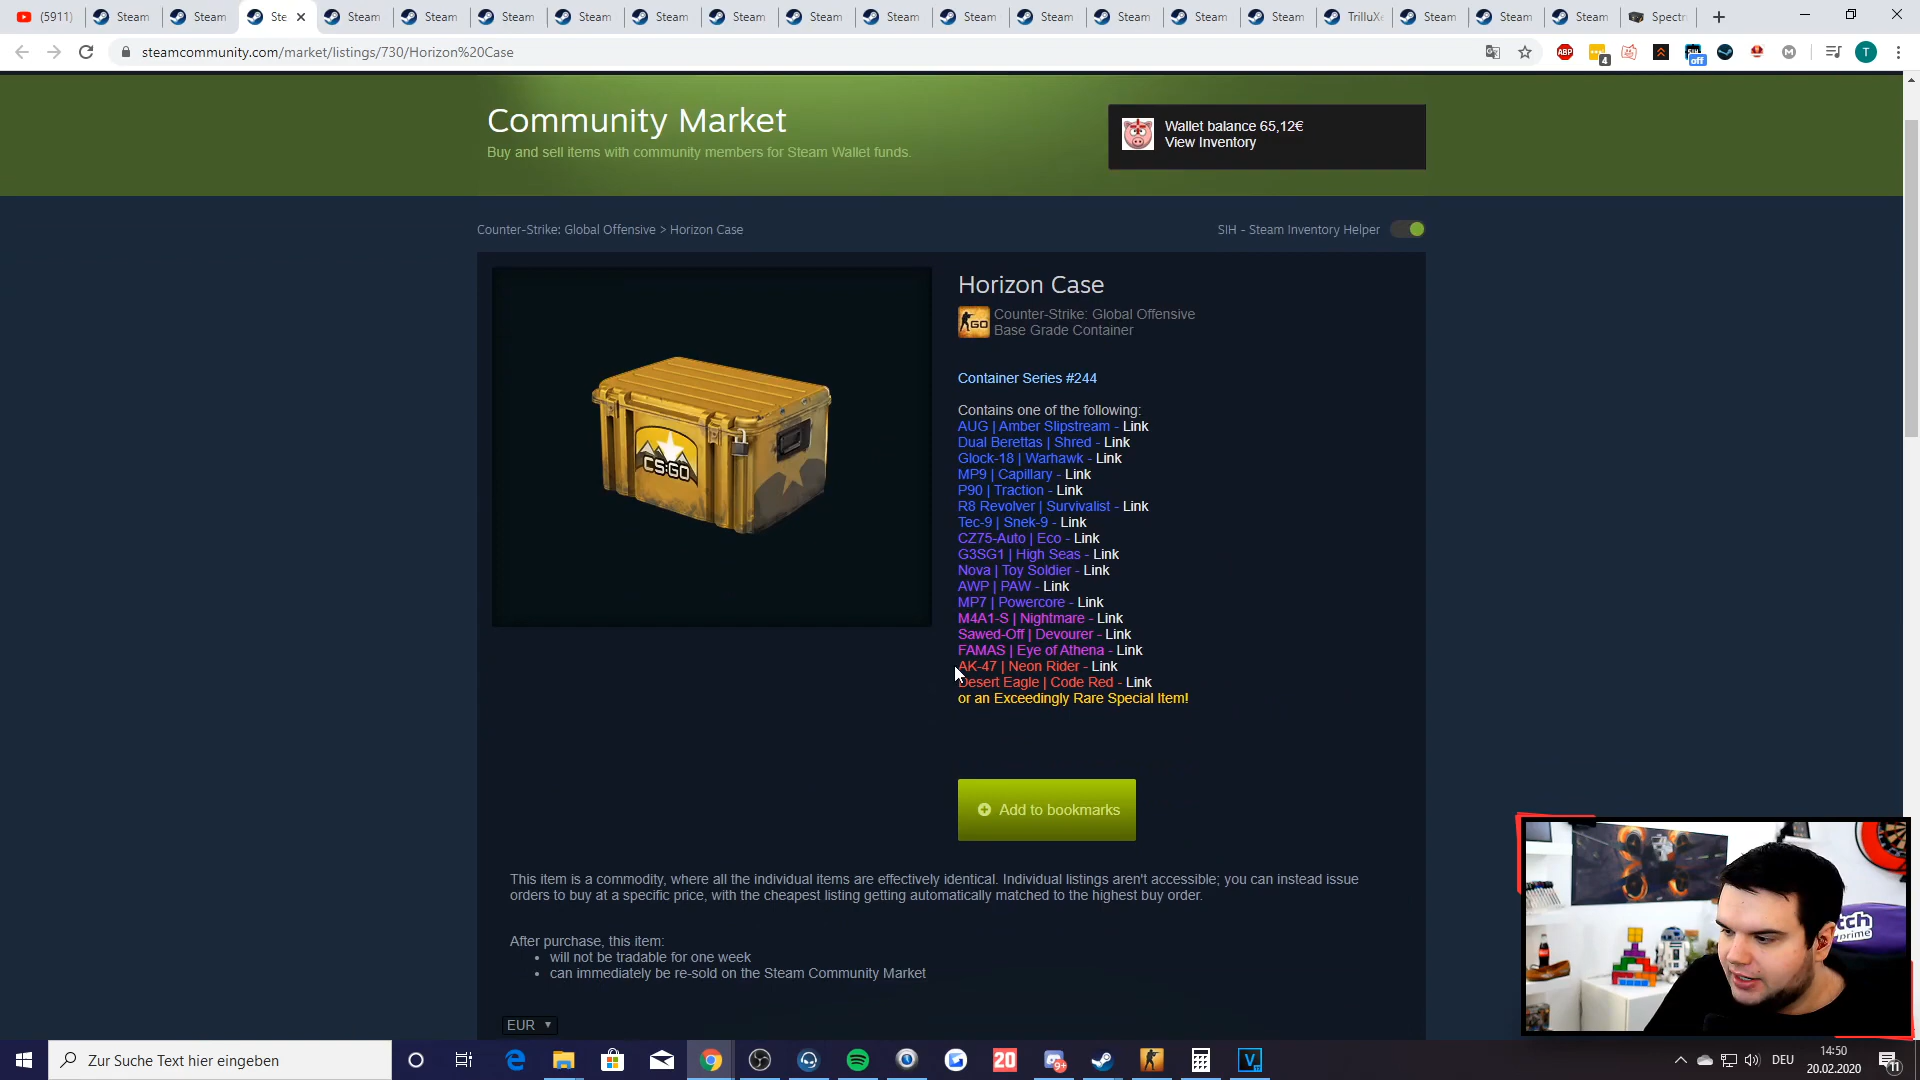 (5911)
Steam
Steam
Ste
Steam
Steam
Steam
Steam
Steam
Steam
Steam
Steam
Steam
Steam
Steam
Steam
Steam
TrilluX
Steam
Steam
Steam
Spectr
steamcommunity.com/market/listings/730/Horizon%20Case
ABP
4
off
T
Community Market
Buy and sell items with community members for Steam Wallet funds.
Wallet balance 65,12€
View Inventory
Counter-Strike: Global Offensive > Horizon Case
SIH - Steam Inventory Helper
Horizon Case
GO
Counter-Strike: Global Offensive
Base Grade Container
Container Series #244
Contains one of the following:
AUG | Amber Slipstream - Link
Dual Berettas | Shred - Link
Glock-18 | Warhawk - Link
MP9 | Capillary - Link
P90 | Traction - Link
R8 Revolver | Survivalist - Link
Tec-9 | Snek-9 - Link
CZ75-Auto | Eco - Link
G3SG1 | High Seas - Link
Nova | Toy Soldier - Link
AWP | PAW - Link
MP7 | Powercore - Link
M4A1-S | Nightmare - Link
Sawed-Off | Devourer - Link
FAMAS | Eye of Athena - Link
AK-47 | Neon Rider - Link
Desert Eagle | Code Red - Link
or an Exceedingly Rare Special Item!
CS:GO
Add to bookmarks
This item is a commodity, where all the individual items are effectively identical. Individual listings aren't accessible; you can instead issue
orders to buy at a specific price, with the cheapest listing getting automatically matched to the highest buy order.
After purchase, this item:
• will not be tradable for one week
• can immediately be re-sold on the Steam Community Market
EUR
tch
prime
Zur Suche Text hier eingeben
20
9+
V
DEU
14:50
20.02.2020
11